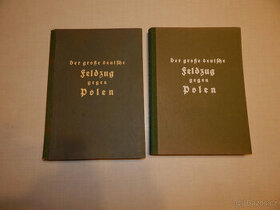 Der große deutsche
Feldzug
gegen
Polen
Der große deutsche
Feldzug
gegen
Polen